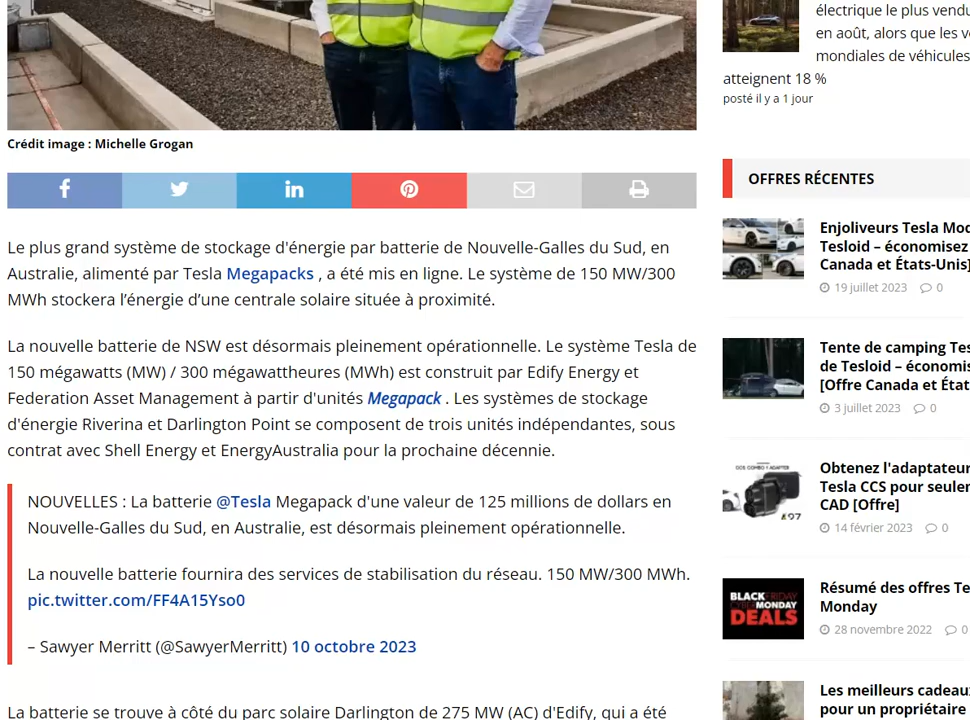 Crédit image : Michelle Grogan
Le plus grand système de stockage d'énergie par batterie de Nouvelle-Galles du Sud, en
Australie, alimenté par Tesla Megapacks , a été mis en ligne. Le système de 150 MW/300
MWh stockera l’énergie d’une centrale solaire située à proximité.
La nouvelle batterie de NSW est désormais pleinement opérationnelle. Le système Tesla de
150 mégawatts (MW) / 300 mégawattheures (MWh) est construit par Edify Energy et
Federation Asset Management à partir d'unités Megapack . Les systèmes de stockage
d'énergie Riverina et Darlington Point se composent de trois unités indépendantes, sous
contrat avec Shell Energy et EnergyAustralia pour la prochaine décennie.
NOUVELLES : La batterie @Tesla Megapack d'une valeur de 125 millions de dollars en
Nouvelle-Galles du Sud, en Australie, est désormais pleinement opérationnelle.
La nouvelle batterie fournira des services de stabilisation du réseau. 150 MW/300 MWh.
pic.twitter.com/FF4A15Yso0
– Sawyer Merritt (@SawyerMerritt) 10 octobre 2023
La batterie se trouve à côté du parc solaire Darlington de 275 MW (AC) d'Edify, qui a été
électrique le plus vendu
en août, alors que les
mondiales de véhicules
atteignent 18 %
posté il y a 1 jour
OFFRES RÉCENTES
Enjoliveurs Tesla
Tesloid – économisez
Canada et États-Unis]
19 juillet 2023 0
Tente de camping
de Tesloid –
[Offre Canada et
3 juillet 2023 0
Obtenez l'adaptateur
Tesla CCS pour
CAD [Offre]
14 février 2023 0
BLACK FRIDAY
CYBER MONDAY
DEALS
Résumé des offres
Monday
28 novembre 2022 0
Les meilleurs
pour un propriétaire